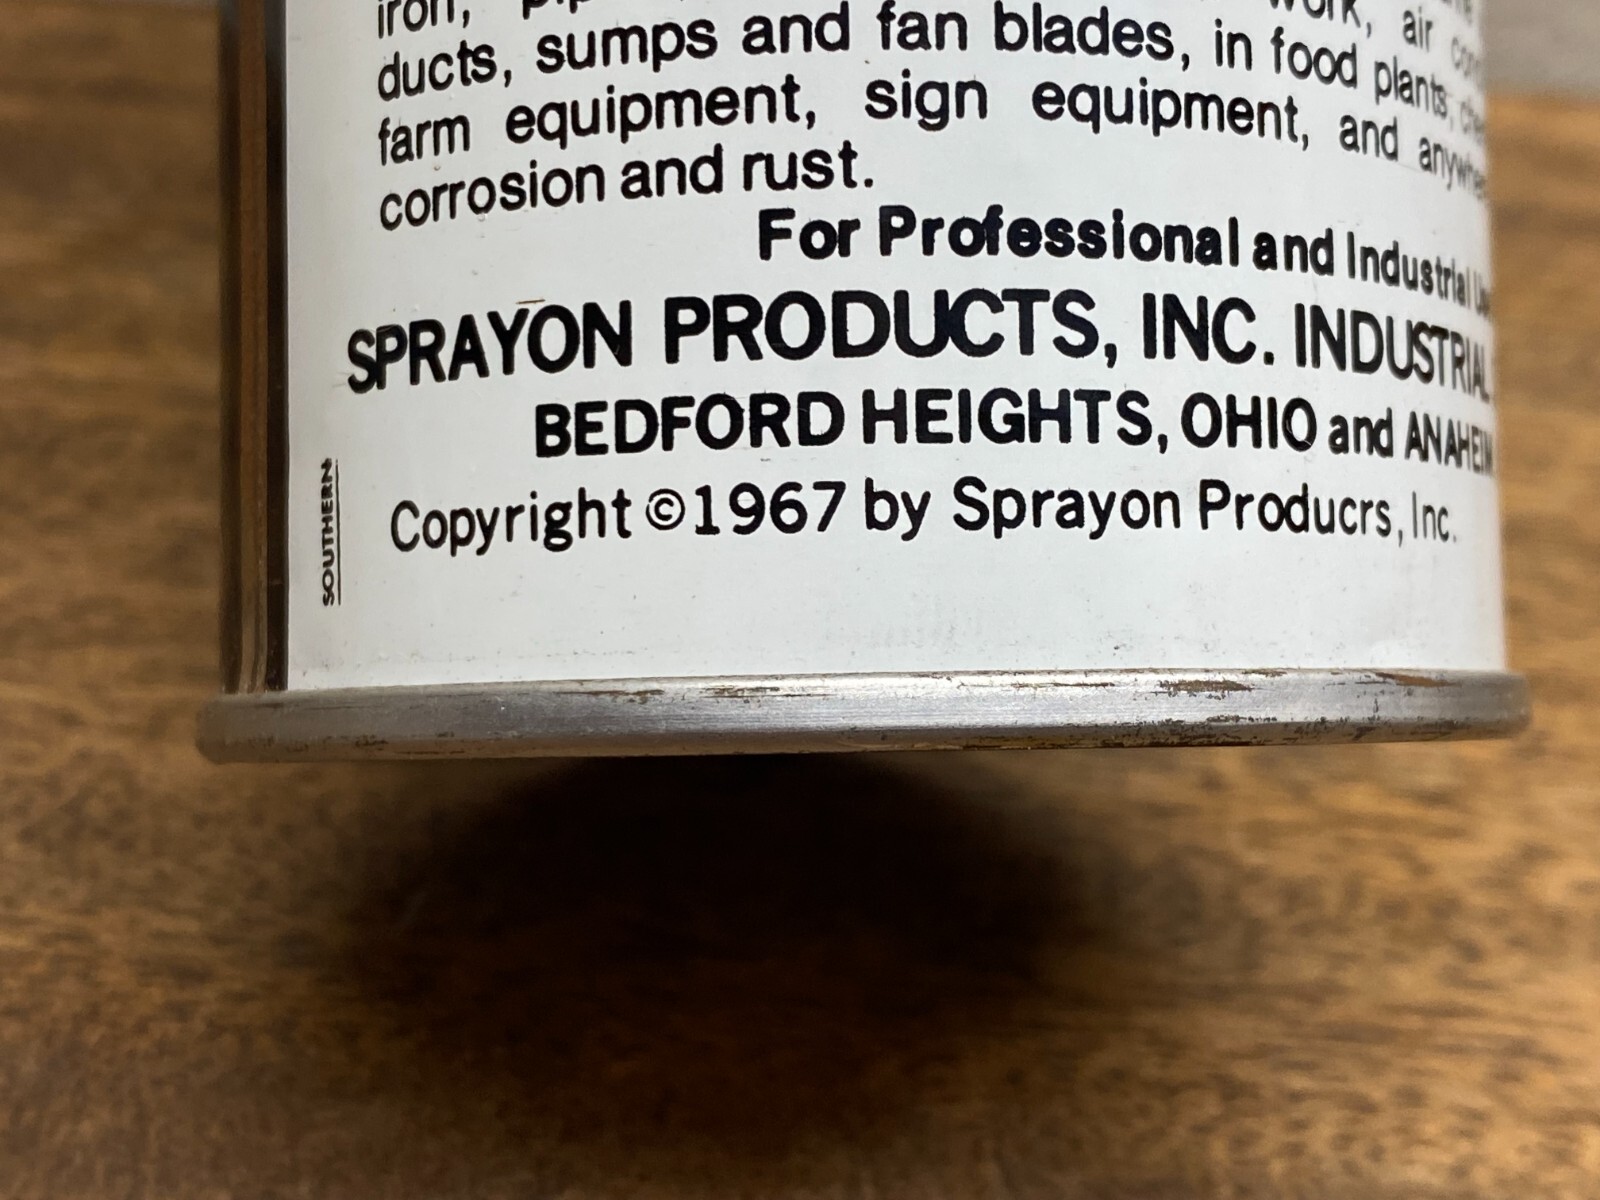 iron,
ducts, sumps and fan blades, in food plants,
farm equipment, sign equipment, and
corrosion and rust.
For Professional and Industrial
SPRAYON PRODUCTS, INC. INDUSTRIAL
BEDFORD HEIGHTS, OHIO and ANAHEIM
Copyright ©1967 by Sprayon Producrs, Inc.
SOUTHERN